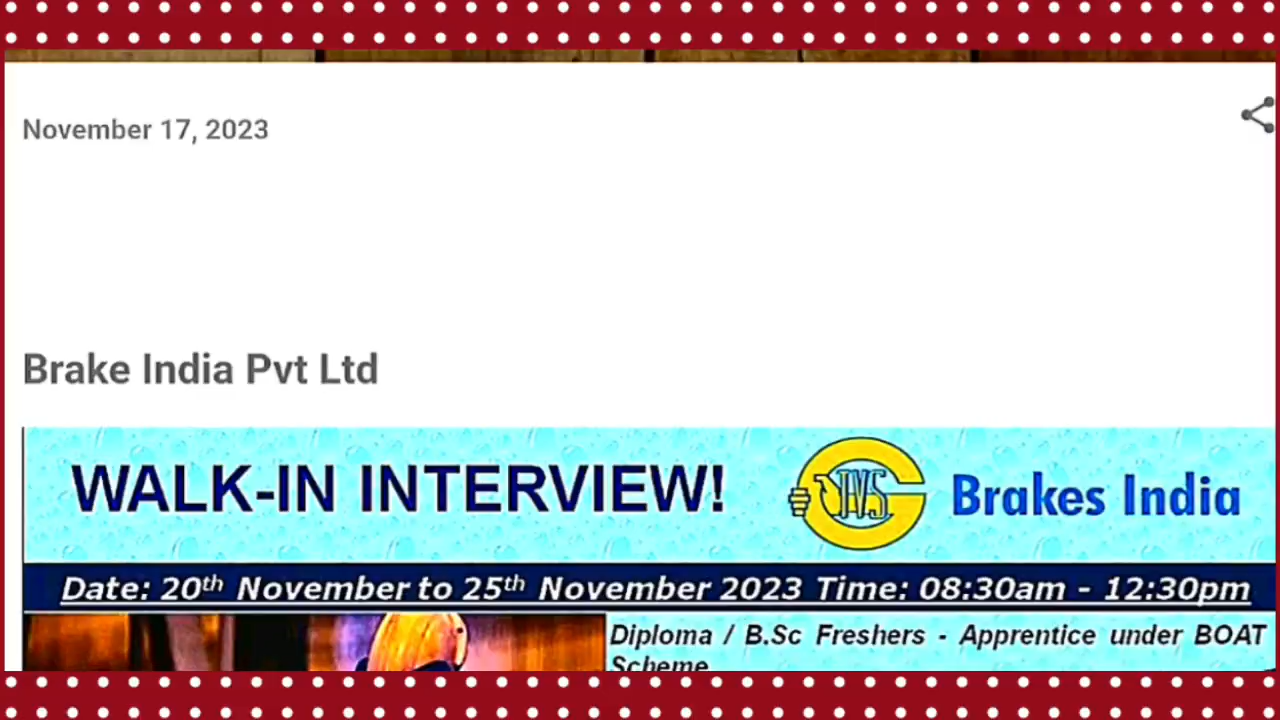 November 17, 2023
Brake India Pvt Ltd
WALK-IN INTERVIEW!
TVS
Brakes India
Date: 20th November to 25th November 2023 Time: 08:30am - 12:30pm
Diploma / B.Sc Freshers - Apprentice under BOAT
Scheme